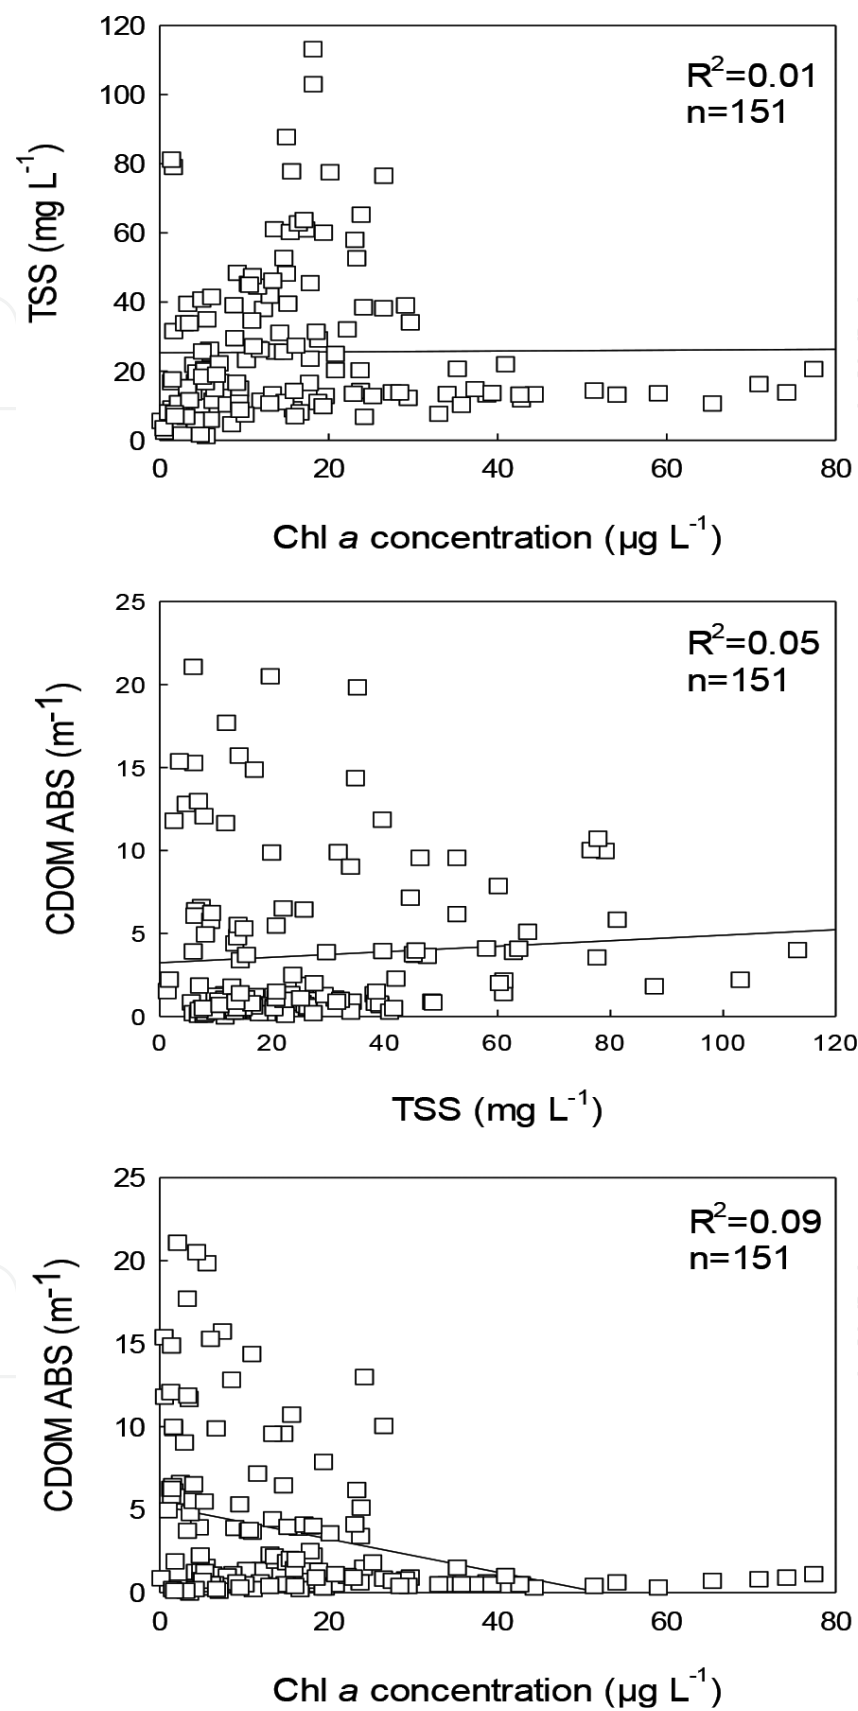 120
R²=0.01
n=151
100
80
60
40
20
0
TSS (mg L⁻¹)
0 20 40 60 80
Chl a concentration (µg L⁻¹)
25
R²=0.05
n=151
20
15
10
5
0
CDOM ABS (m⁻¹)
0 20 40 60 80 100 120
TSS (mg L⁻¹)
25
R²=0.09
n=151
20
15
10
5
0
CDOM ABS (m⁻¹)
0 20 40 60 80
Chl a concentration (µg L⁻¹)